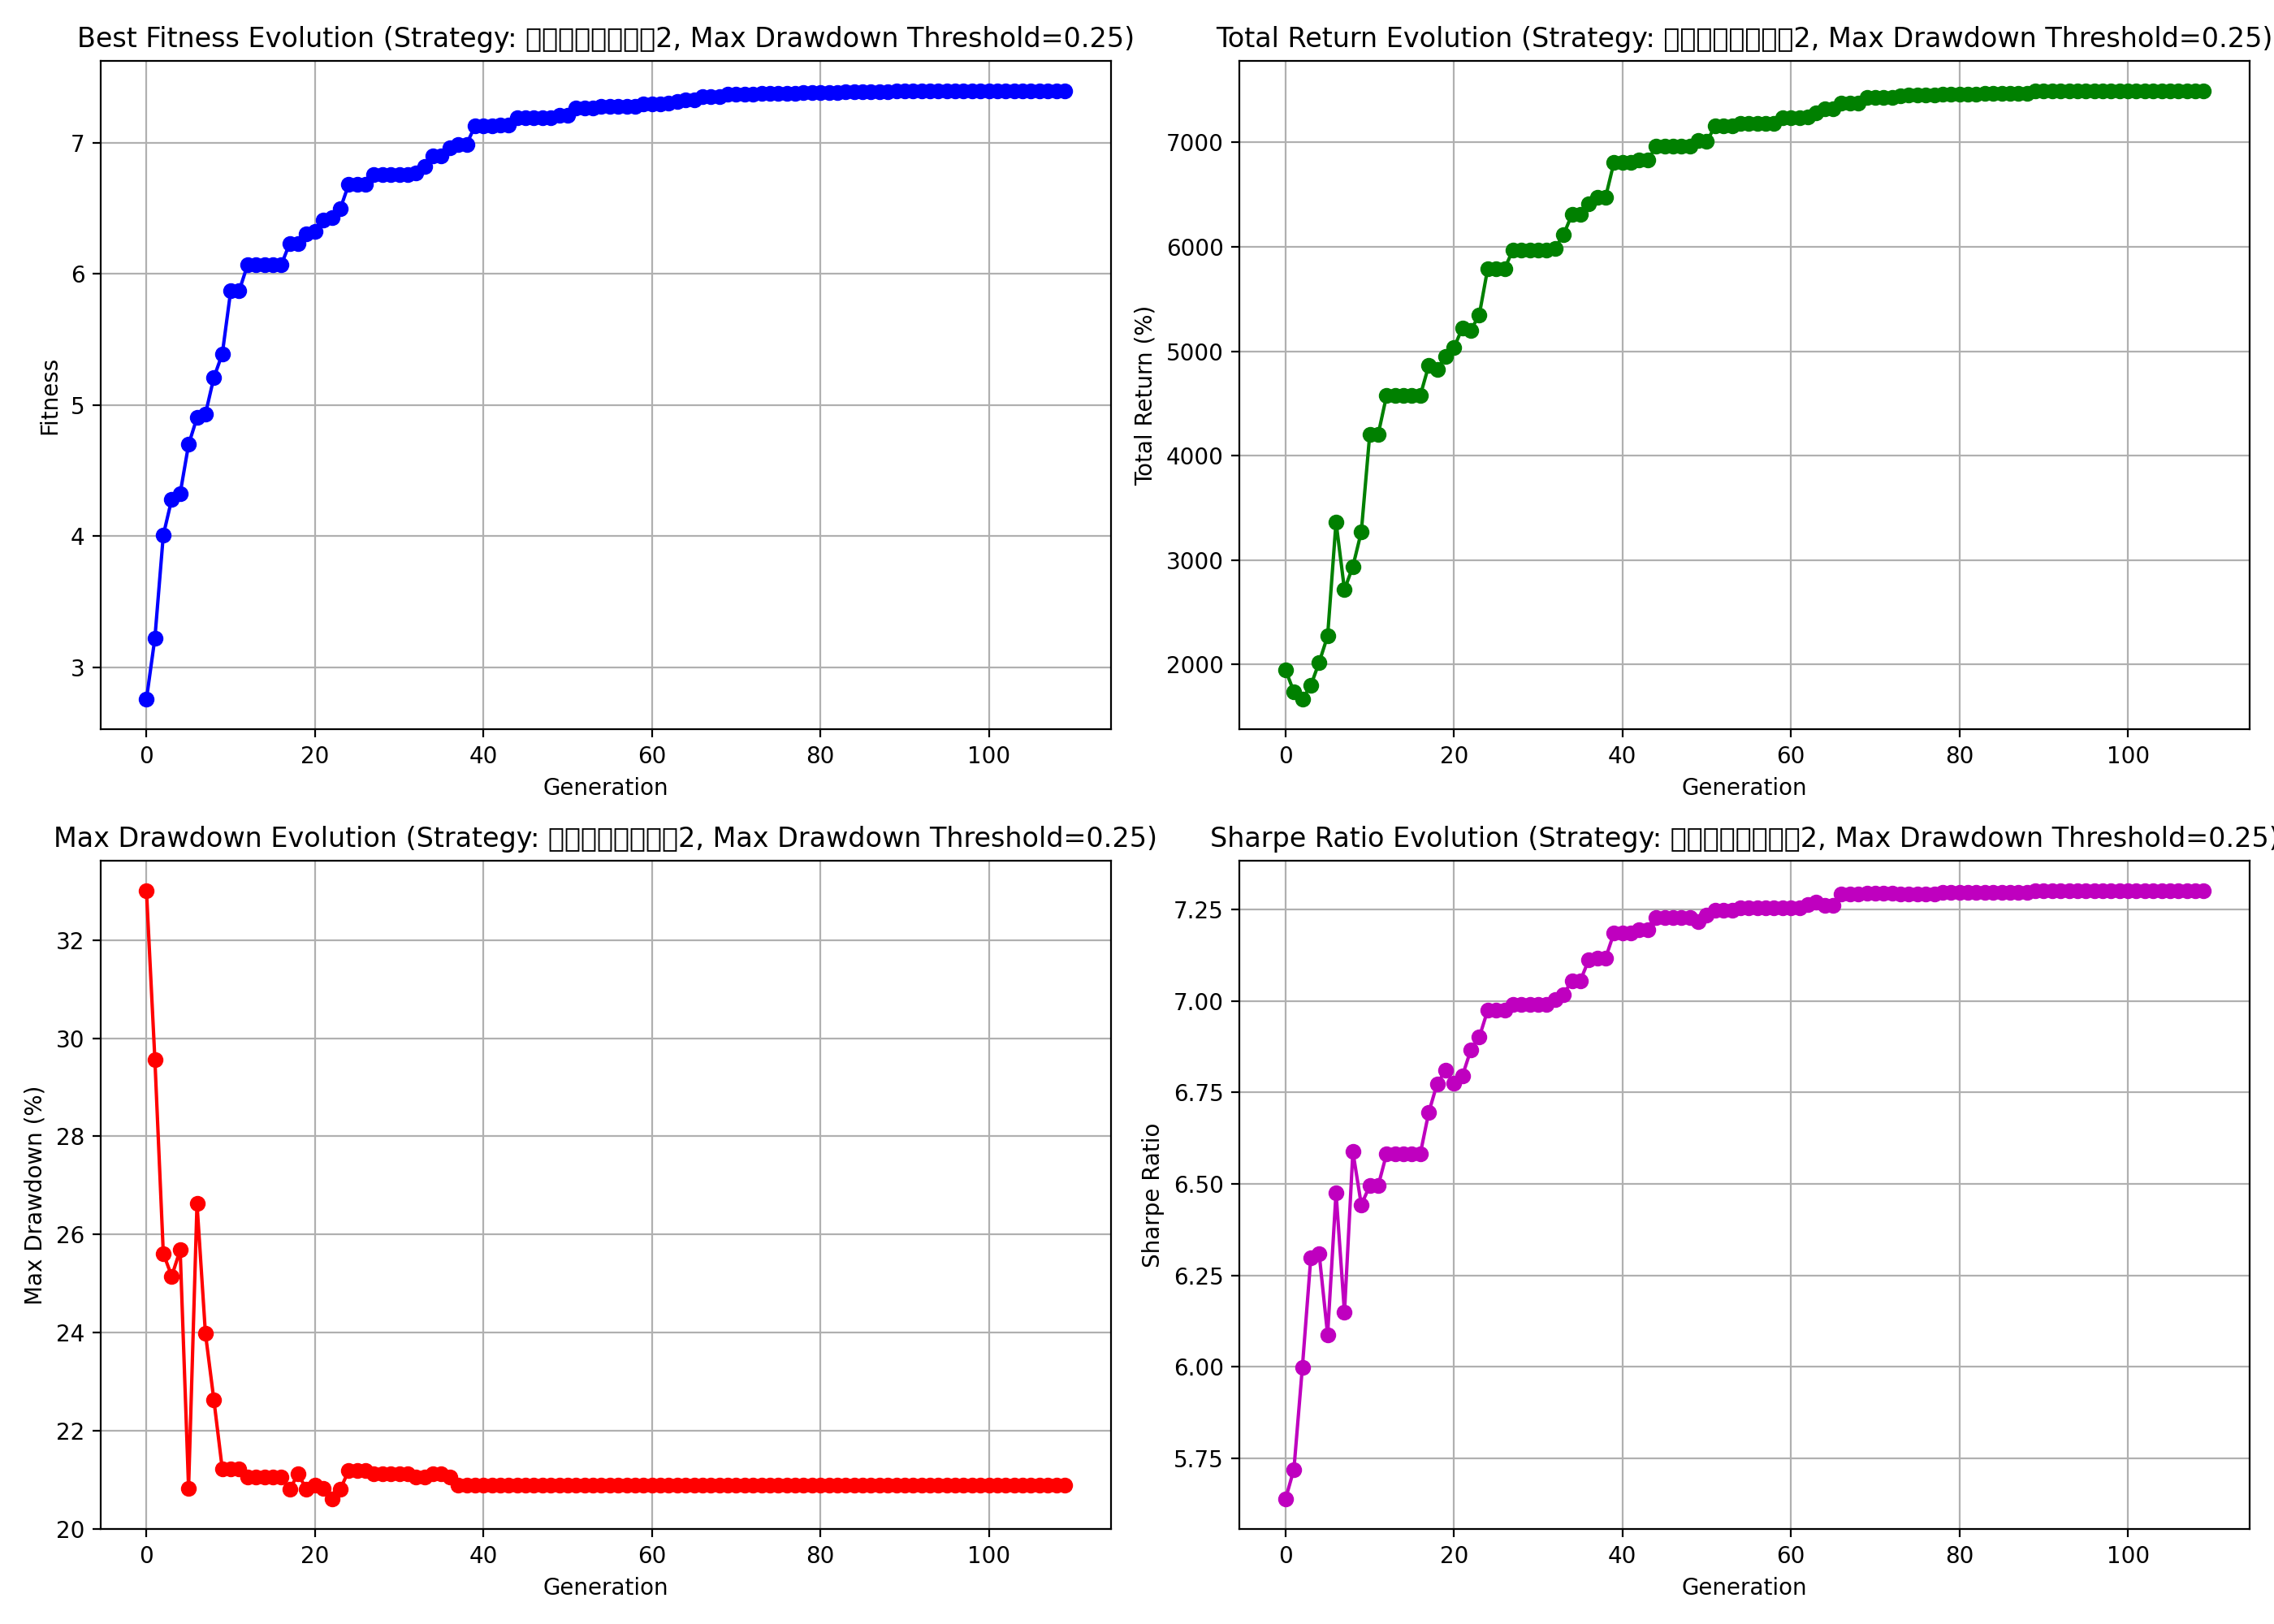 Best Fitness Evolution (Strategy: □□□□□□□□2, Max Drawdown Threshold=0.25)
Fitness
7
6
5
4
3
0 20 40 60 80 100
Generation
Total Return Evolution (Strategy: □□□□□□□□2, Max Drawdown Threshold=0.25)
Total Return (%)
7000
6000
5000
4000
3000
2000
0 20 40 60 80 100
Generation
Max Drawdown Evolution (Strategy: □□□□□□□□2, Max Drawdown Threshold=0.25)
Max Drawdown (%)
32
30
28
26
24
22
20
0 20 40 60 80 100
Generation
Sharpe Ratio Evolution (Strategy: □□□□□□□□2, Max Drawdown Threshold=0.25)
Sharpe Ratio
7.25
7.00
6.75
6.50
6.25
6.00
5.75
0 20 40 60 80 100
Generation